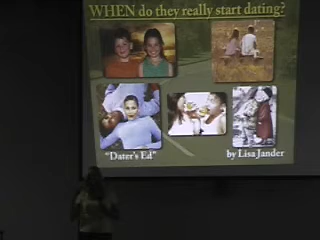 WHEN do they really start dating?
"Dater's Ed"
by Lisa Jander